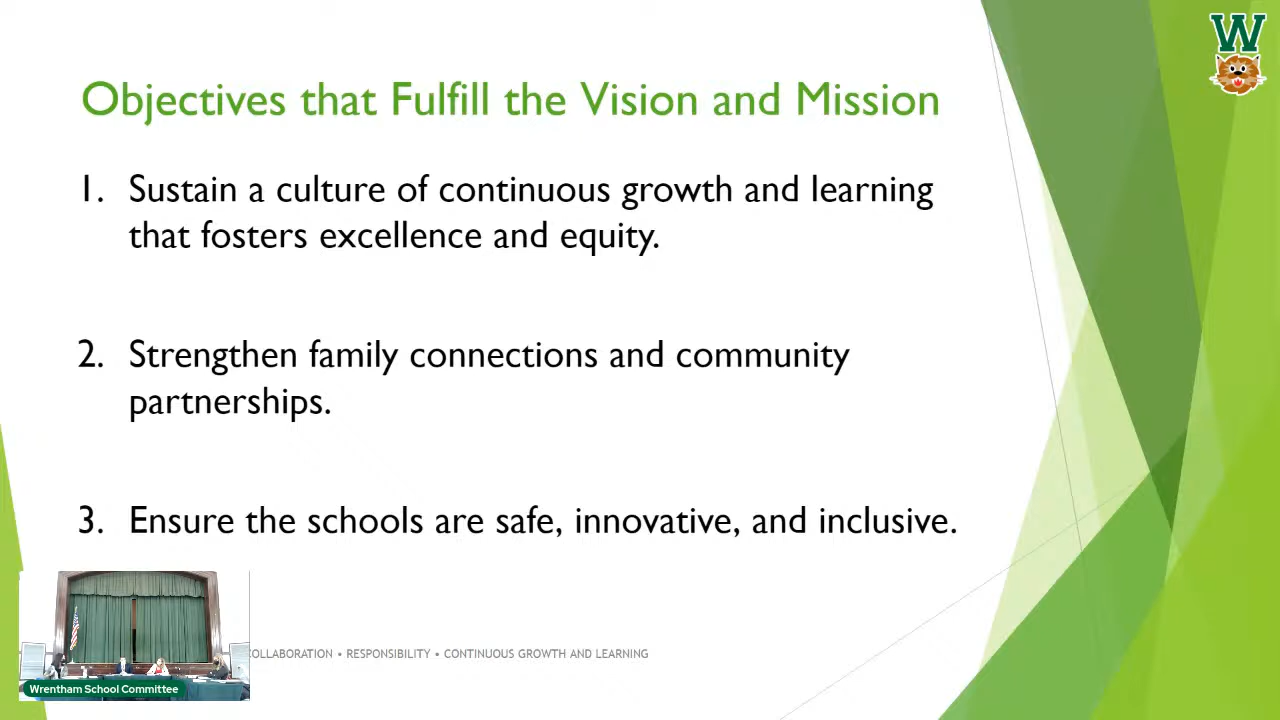 W
Objectives that Fulfill the Vision and Mission
1. Sustain a culture of continuous growth and learning
that fosters excellence and equity.
2. Strengthen family connections and community
partnerships.
3. Ensure the schools are safe, innovative, and inclusive.
OLLABORATION • RESPONSIBILITY • CONTINUOUS GROWTH AND LEARNING
Wrentham School Committee